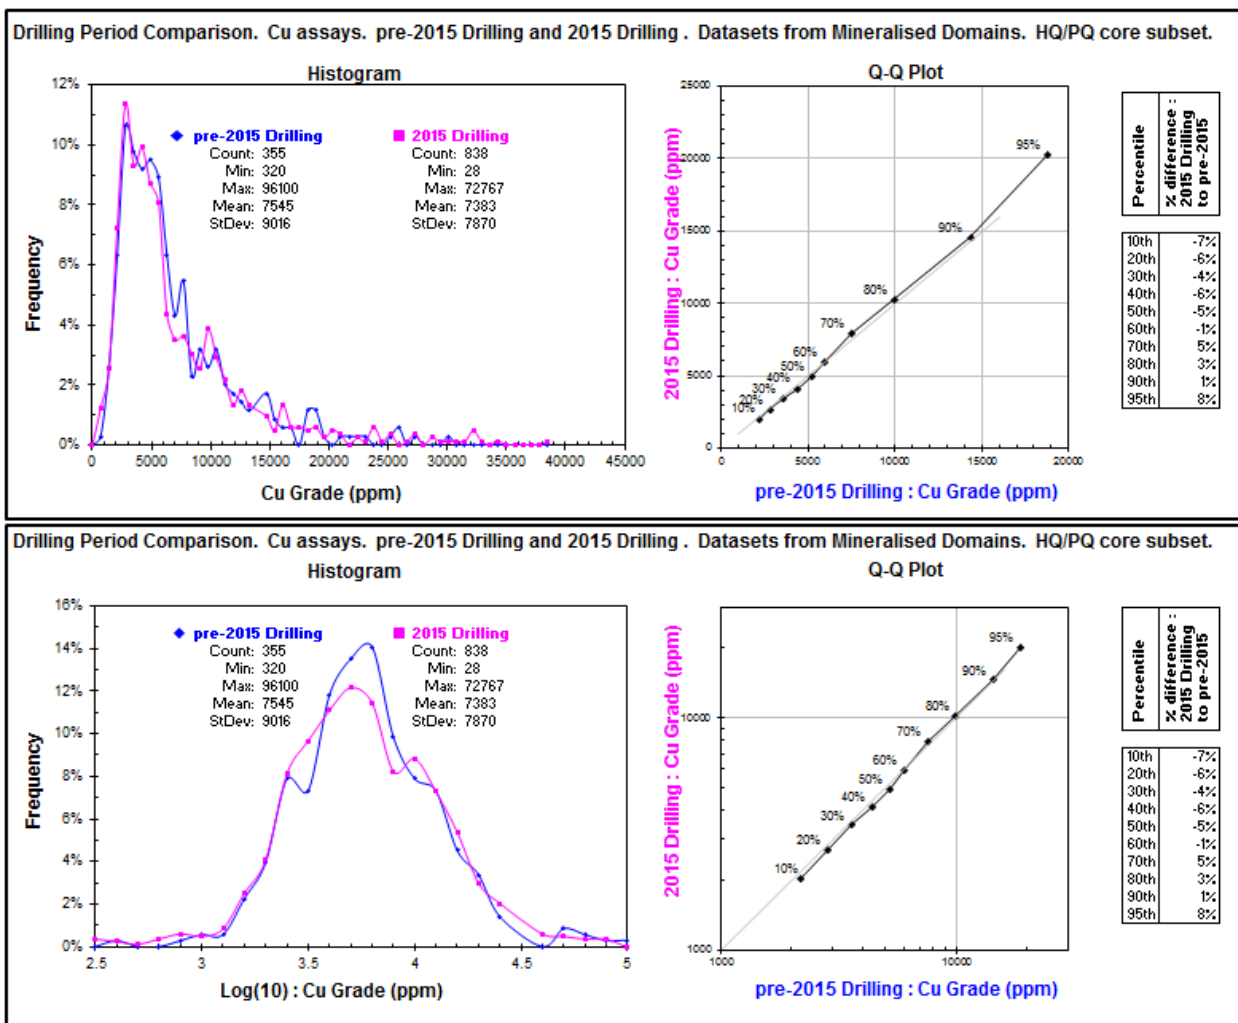 Drilling Period Comparison. Cu assays. pre-2015 Drilling and 2015 Drilling . Datasets from Mineralised Domains. HQ/PQ core subset.
Histogram
12%
10%
8%
6%
4%
2%
0%
Frequency
pre-2015 Drilling
Count: 355
Min: 320
Max: 96100
Mean: 7545
StDev: 9016
2015 Drilling
Count: 838
Min: 28
Max: 72767
Mean: 7383
StDev: 7870
0 5000 10000 15000 20000 25000 30000 35000 40000 45000
Cu Grade (ppm)
Q-Q Plot
25000
20000
15000
10000
5000
0
2015 Drilling : Cu Grade (ppm)
95%
90%
80%
70%
60%
50%
40%
30%
20%
10%
0 5000 10000 15000 20000
pre-2015 Drilling : Cu Grade (ppm)
Percentile
% difference :
2015 Drilling
to pre-2015
10th -7%
20th -6%
30th -4%
40th -6%
50th -5%
60th -1%
70th 5%
80th 3%
90th 1%
95th 8%
Drilling Period Comparison. Cu assays. pre-2015 Drilling and 2015 Drilling . Datasets from Mineralised Domains. HQ/PQ core subset.
Histogram
16%
14%
12%
10%
8%
6%
4%
2%
0%
Frequency
pre-2015 Drilling
Count: 355
Min: 320
Max: 96100
Mean: 7545
StDev: 9016
2015 Drilling
Count: 838
Min: 28
Max: 72767
Mean: 7383
StDev: 7870
2.5 3 3.5 4 4.5 5
Log(10) : Cu Grade (ppm)
Q-Q Plot
10000
1000
2015 Drilling : Cu Grade (ppm)
95%
90%
80%
70%
60%
50%
40%
30%
20%
10%
1000 10000
pre-2015 Drilling : Cu Grade (ppm)
Percentile
% difference :
2015 Drilling
to pre-2015
10th -7%
20th -6%
30th -4%
40th -6%
50th -5%
60th -1%
70th 5%
80th 3%
90th 1%
95th 8%